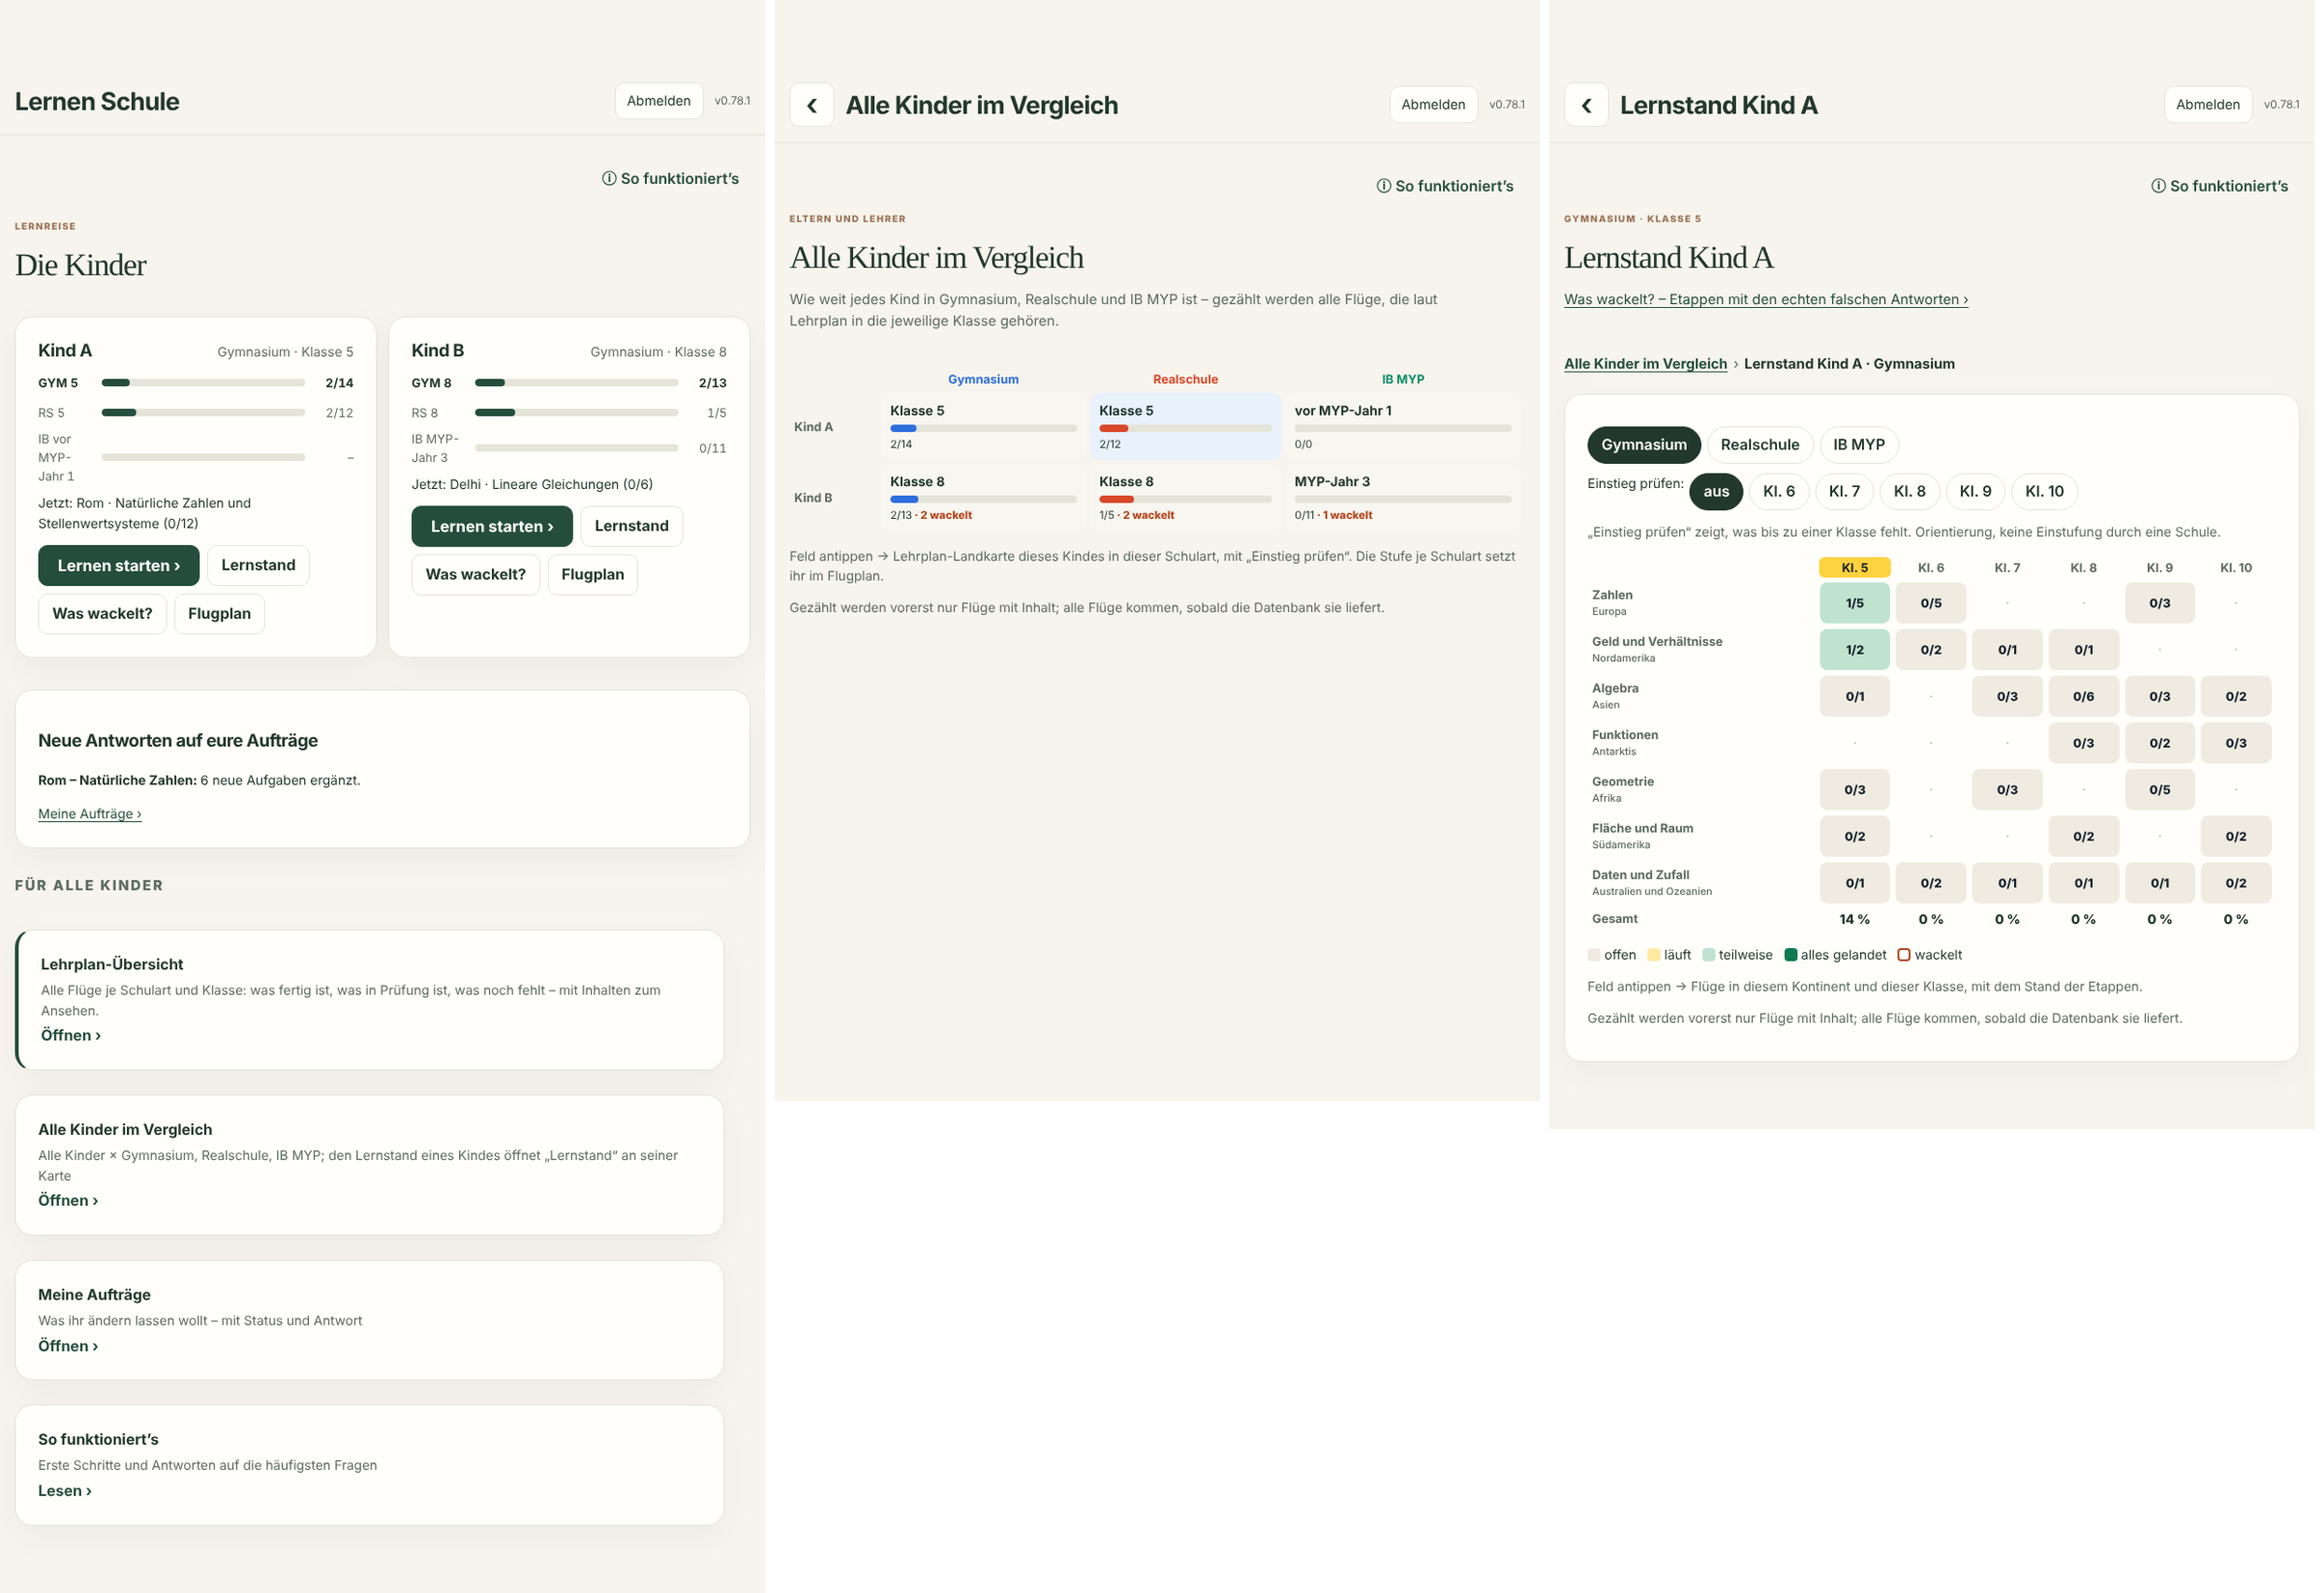 Lernen Schule
Abmelden
v0.78.1
ⓘ So funktioniert's
LERNREISE
Die Kinder
Kind A
Gymnasium · Klasse 5
GYM 5
2/14
RS 5
2/12
IB vor
MYP-
Jahr 1
–
Jetzt: Rom · Natürliche Zahlen und
Stellenwertsysteme (0/12)
Lernen starten ›
Lernstand
Was wackelt?
Flugplan
Kind B
Gymnasium · Klasse 8
GYM 8
2/13
RS 8
1/5
IB MYP-
Jahr 3
0/11
Jetzt: Delhi · Lineare Gleichungen (0/6)
Lernen starten ›
Lernstand
Was wackelt?
Flugplan
Neue Antworten auf eure Aufträge
Rom – Natürliche Zahlen: 6 neue Aufgaben ergänzt.
Meine Aufträge ›
FÜR ALLE KINDER
Lehrplan-Übersicht
Alle Flüge je Schulart und Klasse: was fertig ist, was in Prüfung ist, was noch fehlt – mit Inhalten zum
Ansehen.
Öffnen ›
Alle Kinder im Vergleich
Alle Kinder × Gymnasium, Realschule, IB MYP; den Lernstand eines Kindes öffnet „Lernstand“ an seiner
Karte
Öffnen ›
Meine Aufträge
Was ihr ändern lassen wollt – mit Status und Antwort
Öffnen ›
So funktioniert's
Erste Schritte und Antworten auf die häufigsten Fragen
Lesen ›
‹
Alle Kinder im Vergleich
Abmelden
v0.78.1
ⓘ So funktioniert's
ELTERN UND LEHRER
Alle Kinder im Vergleich
Wie weit jedes Kind in Gymnasium, Realschule und IB MYP ist – gezählt werden alle Flüge, die laut
Lehrplan in die jeweilige Klasse gehören.
Gymnasium
Realschule
IB MYP
Kind A
Klasse 5
2/14
Klasse 5
2/12
vor MYP-Jahr 1
0/0
Kind B
Klasse 8
2/13 · 2 wackelt
Klasse 8
1/5 · 2 wackelt
MYP-Jahr 3
0/11 · 1 wackelt
Feld antippen → Lehrplan-Landkarte dieses Kindes in dieser Schulart, mit „Einstieg prüfen“. Die Stufe je Schulart setzt
ihr im Flugplan.
Gezählt werden vorerst nur Flüge mit Inhalt; alle Flüge kommen, sobald die Datenbank sie liefert.
‹
Lernstand Kind A
Abmelden
v0.78.1
ⓘ So funktioniert's
GYMNASIUM · KLASSE 5
Lernstand Kind A
Was wackelt? – Etappen mit den echten falschen Antworten ›
Alle Kinder im Vergleich › Lernstand Kind A · Gymnasium
Gymnasium
Realschule
IB MYP
Einstieg prüfen:
aus
Kl. 6
Kl. 7
Kl. 8
Kl. 9
Kl. 10
„Einstieg prüfen“ zeigt, was bis zu einer Klasse fehlt. Orientierung, keine Einstufung durch eine Schule.
Kl. 5 Kl. 6 Kl. 7 Kl. 8 Kl. 9 Kl. 10
Zahlen
Europa
1/5 0/5 · · 0/3 ·
Geld und Verhältnisse
Nordamerika
1/2 0/2 0/1 0/1 · ·
Algebra
Asien
0/1 · 0/3 0/6 0/3 0/2
Funktionen
Antarktis
· · · 0/3 0/2 0/3
Geometrie
Afrika
0/3 · 0/3 · 0/5 ·
Fläche und Raum
Südamerika
0/2 · · 0/2 · 0/2
Daten und Zufall
Australien und Ozeanien
0/1 0/2 0/1 0/1 0/1 0/2
Gesamt
14 % 0 % 0 % 0 % 0 % 0 %
offen läuft teilweise alles gelandet wackelt
Feld antippen → Flüge in diesem Kontinent und dieser Klasse, mit dem Stand der Etappen.
Gezählt werden vorerst nur Flüge mit Inhalt; alle Flüge kommen, sobald die Datenbank sie liefert.